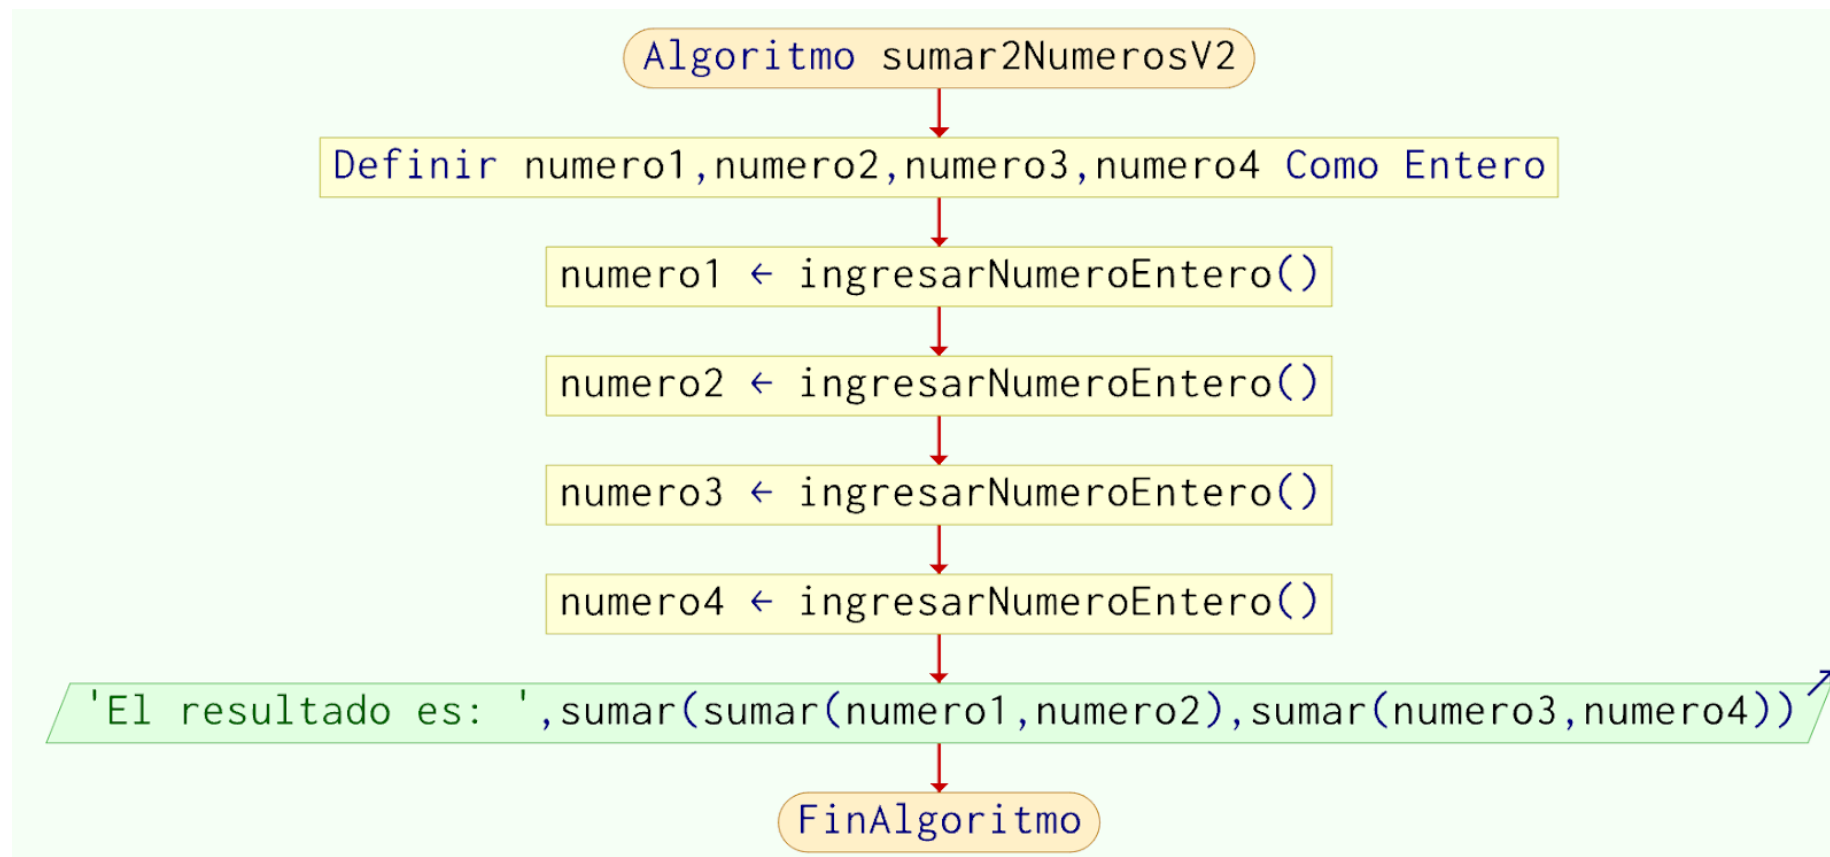 Algoritmo sumar2NumerosV2
Definir numero1,numero2,numero3,numero4 Como Entero
numero1 ← ingresarNumeroEntero()
numero2 ← ingresarNumeroEntero()
numero3 ← ingresarNumeroEntero()
numero4 ← ingresarNumeroEntero()
'El resultado es: ',sumar(sumar(numero1,numero2),sumar(numero3,numero4))
FinAlgoritmo